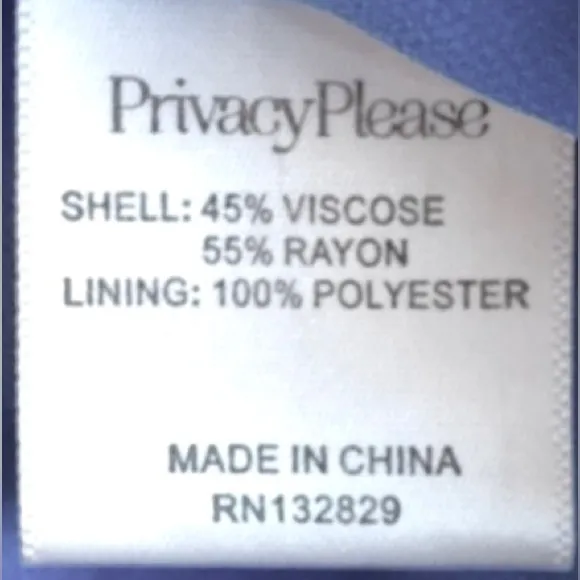 PrivacyPlease
SHELL: 45% VISCOSE
55% RAYON
LINING: 100% POLYESTER
MADE IN CHINA
RN132829